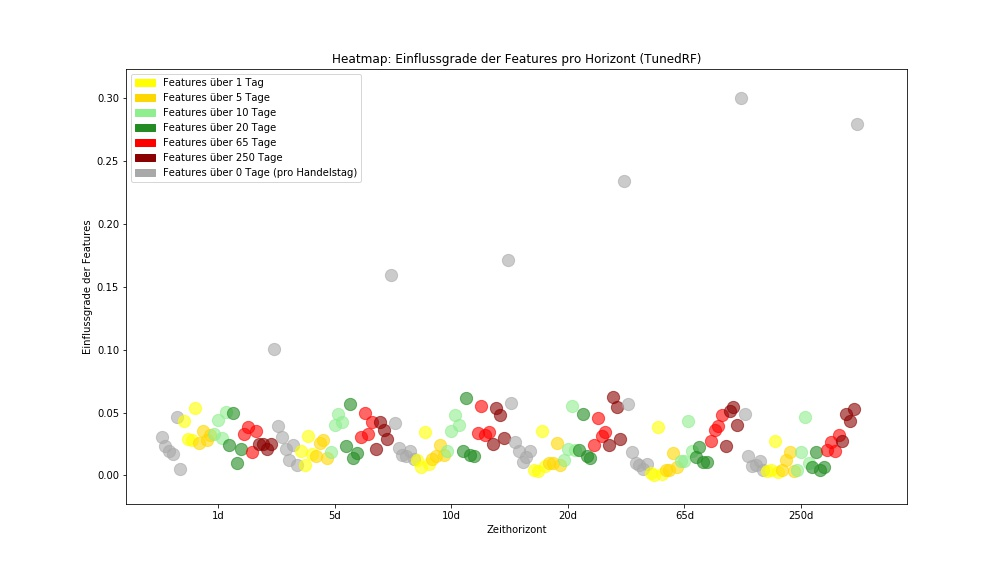 Heatmap: Einflussgrade der Features pro Horizont (TunedRF)
Features über 1 Tag
Features über 5 Tage
Features über 10 Tage
Features über 20 Tage
Features über 65 Tage
Features über 250 Tage
Features über 0 Tage (pro Handelstag)
Einflussgrade der Features
0.30
0.25
0.20
0.15
0.10
0.05
0.00
1d 5d 10d 20d 65d 250d
Zeithorizont